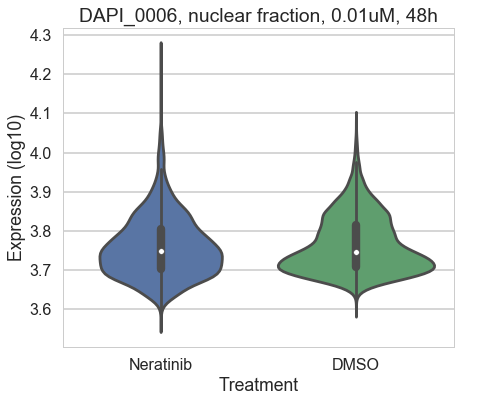 DAPI_0006, nuclear fraction, 0.01uM, 48h
4.3
4.2
4.1
4.0
3.9
3.8
3.7
3.6
Expression (log10)
Neratinib
DMSO
Treatment